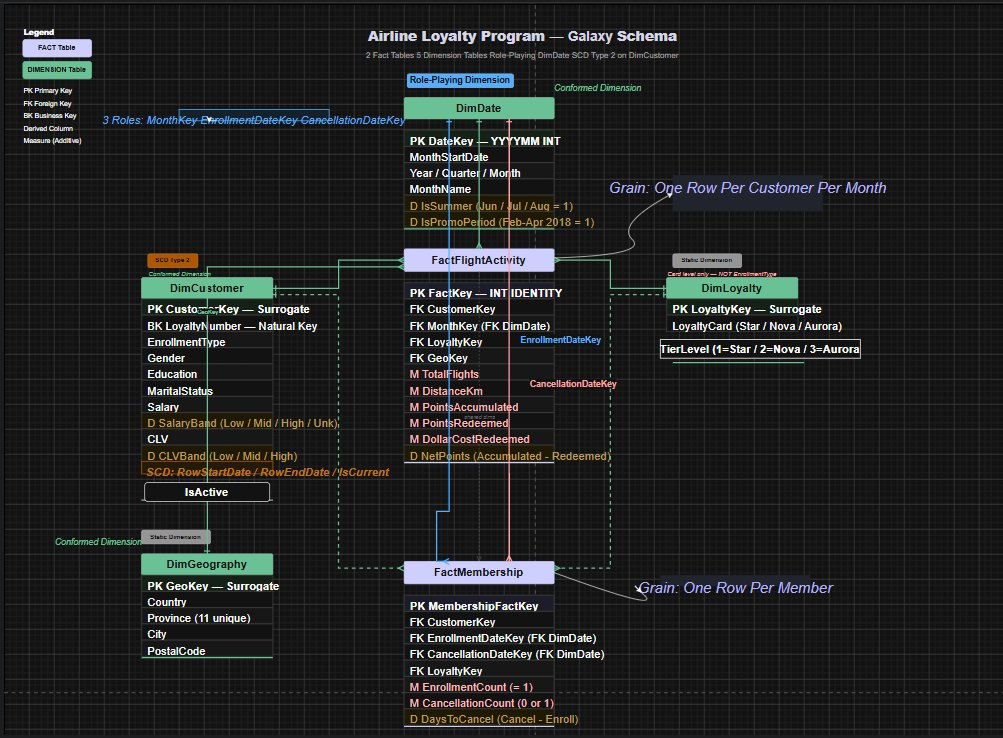 Airline Loyalty Program — Galaxy Schema
2 Fact Tables 5 Dimension Tables Role-Playing DimDate SCD Type 2 on DimCustomer
Legend
FACT Table
DIMENSION Table
PK Primary Key
FK Foreign Key
BK Business Key
Derived Column
Measure (Additive)
Role-Playing Dimension
Conformed Dimension
DimDate
3 Roles: MonthKey EnrollmentDateKey CancellationDateKey
PK DateKey — YYYYMM INT
MonthStartDate
Year / Quarter / Month
MonthName
D IsSummer (Jun / Jul / Aug = 1)
D IsPromoPeriod (Feb-Apr 2018 = 1)
Grain: One Row Per Customer Per Month
FactFlightActivity
PK FactKey — INT IDENTITY
FK CustomerKey
FK MonthKey (FK DimDate)
FK LoyaltyKey
FK GeoKey
M TotalFlights
M DistanceKm
M PointsAccumulated
shared dims
M PointsRedeemed
M DollarCostRedeemed
D NetPoints (Accumulated - Redeemed)
EnrollmentDateKey
CancellationDateKey
SCD Type 2
Conformed Dimension
DimCustomer
PK CustomerKey — Surrogate
GeoKey
BK LoyaltyNumber — Natural Key
EnrollmentType
Gender
Education
MaritalStatus
Salary
D SalaryBand (Low / Mid / High / Unk)
CLV
D CLVBand (Low / Mid / High)
SCD: RowStartDate / RowEndDate / IsCurrent
IsActive
Static Dimension
Card level only — NOT EnrollmentType
DimLoyalty
PK LoyaltyKey — Surrogate
LoyaltyCard (Star / Nova / Aurora)
TierLevel (1=Star / 2=Nova / 3=Aurora
Static Dimension
Conformed Dimension
DimGeography
PK GeoKey — Surrogate
Country
Province (11 unique)
City
PostalCode
FactMembership
Grain: One Row Per Member
PK MembershipFactKey
FK CustomerKey
FK EnrollmentDateKey (FK DimDate)
FK CancellationDateKey (FK DimDate)
FK LoyaltyKey
M EnrollmentCount (= 1)
M CancellationCount (0 or 1)
D DaysToCancel (Cancel - Enroll)